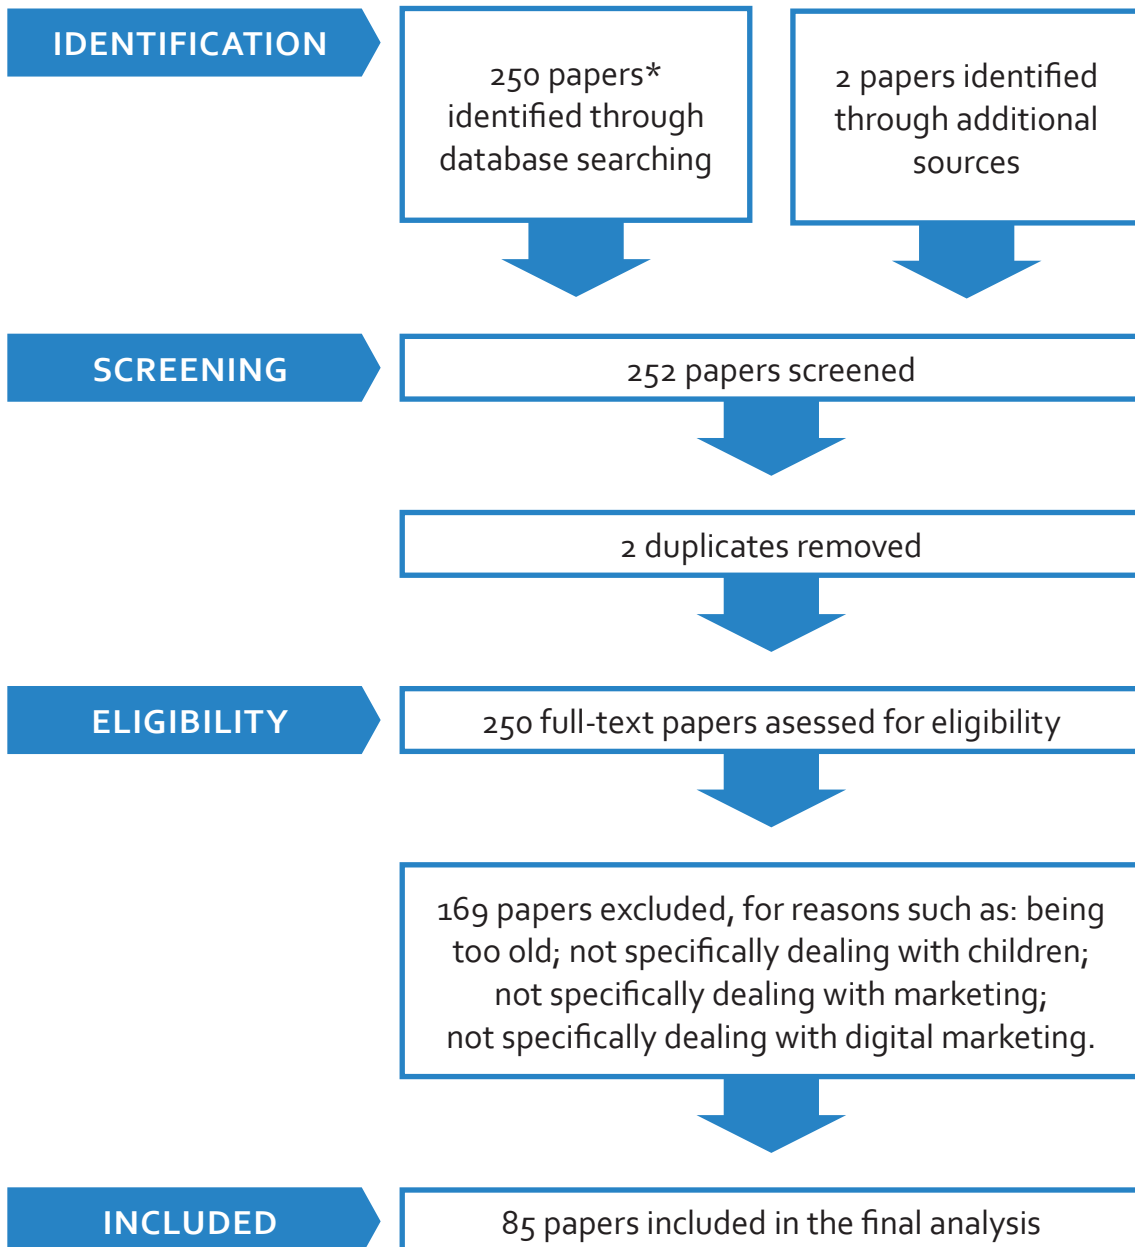 IDENTIFICATION
250 papers*
identified through
database searching
2 papers identified
through additional
sources
SCREENING
252 papers screened
2 duplicates removed
ELIGIBILITY
250 full-text papers asessed for eligibility
169 papers excluded, for reasons such as: being
too old; not specifically dealing with children;
not specifically dealing with marketing;
not specifically dealing with digital marketing.
INCLUDED
85 papers included in the final analysis